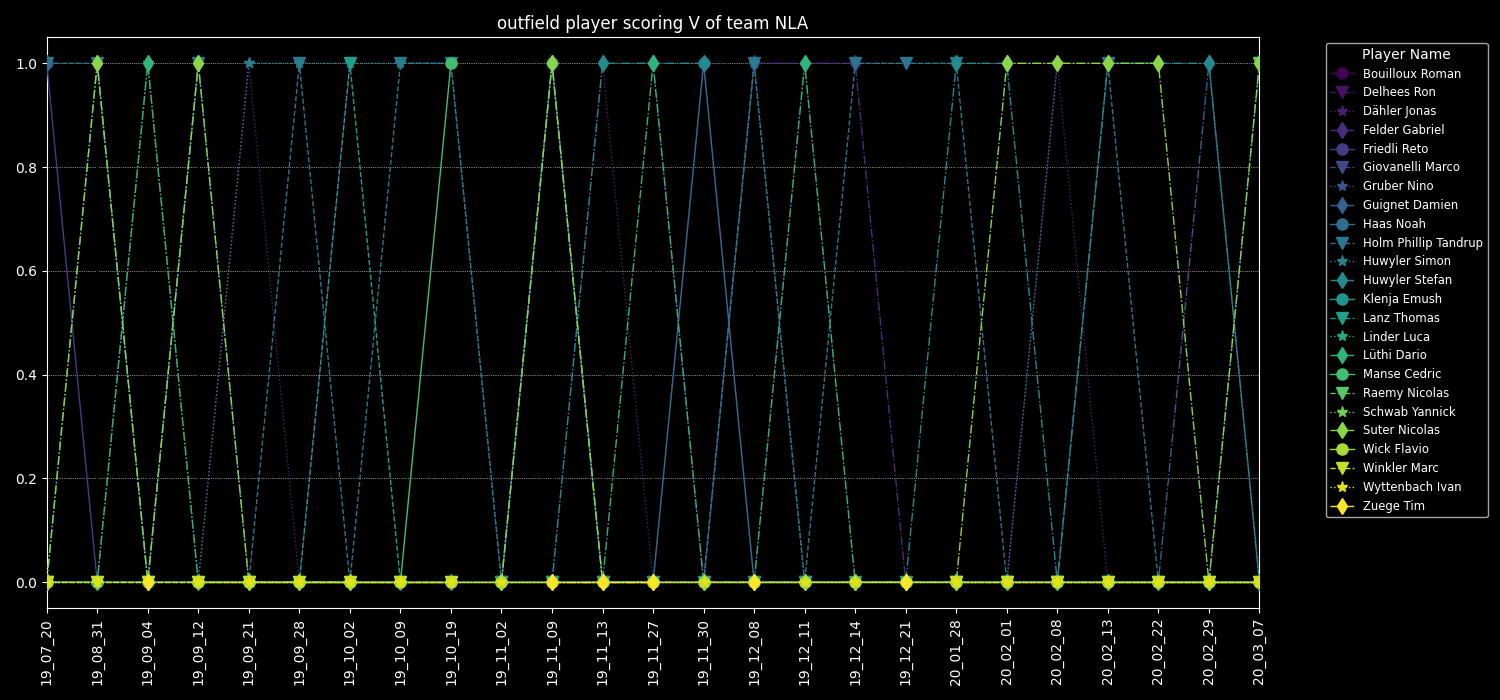 outfield player scoring V of team NLA
1.0
0.8
0.6
0.4
0.2
0.0
19_07_20
19_08_31
19_09_04
19_09_12
19_09_21
19_09_28
19_10_02
19_10_09
19_10_19
19_11_02
19_11_09
19_11_13
19_11_27
19_11_30
19_12_08
19_12_11
19_12_14
19_12_21
20_01_28
20_02_01
20_02_08
20_02_13
20_02_22
20_02_29
20_03_07
Player Name
Bouilloux Roman
Delhees Ron
Dähler Jonas
Felder Gabriel
Friedli Reto
Giovanelli Marco
Gruber Nino
Guignet Damien
Haas Noah
Holm Phillip Tandrup
Huwyler Simon
Huwyler Stefan
Klenja Emush
Lanz Thomas
Linder Luca
Lüthi Dario
Manse Cedric
Raemy Nicolas
Schwab Yannick
Suter Nicolas
Wick Flavio
Winkler Marc
Wyttenbach Ivan
Zuege Tim